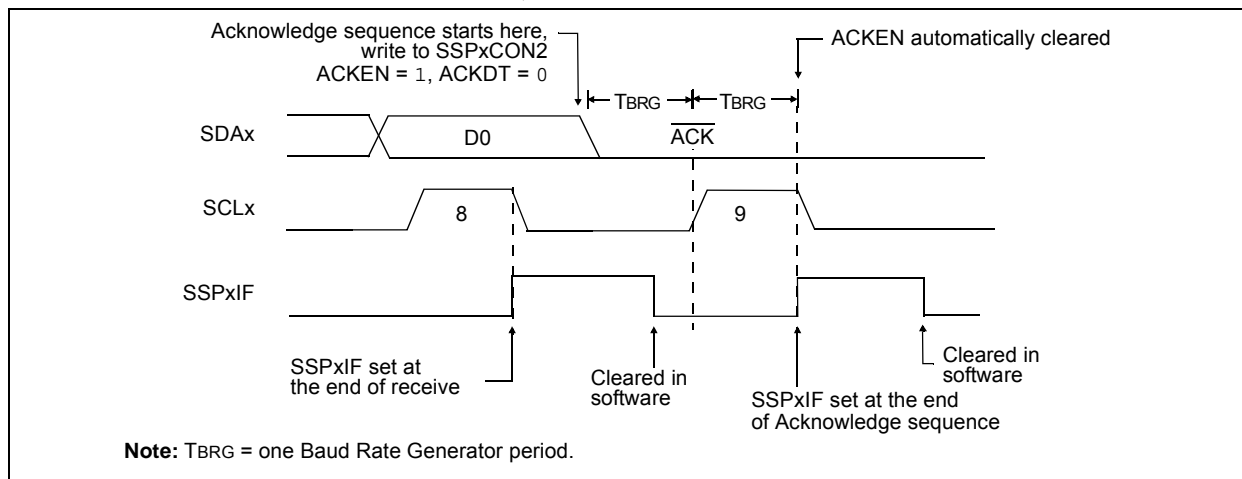 Acknowledge sequence starts here,
write to SSPxCON2
ACKEN = 1, ACKDT = 0
ACKEN automatically cleared
TBRG
TBRG
SDAx
D0
ACK
SCLx
8
9
SSPxIF
SSPxIF set at
the end of receive
Cleared in
software
SSPxIF set at the end
of Acknowledge sequence
Cleared in
software
Note: TBRG = one Baud Rate Generator period.